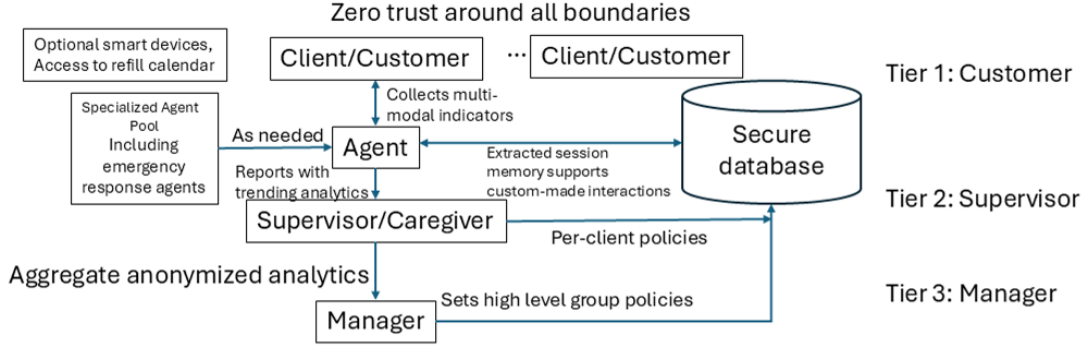 Zero trust around all boundaries
Optional smart devices,
Access to refill calendar
Client/Customer
... Client/Customer
Tier 1: Customer
Collects multi-
modal indicators
Specialized Agent
Pool
Including
emergency
response agents
As needed
Agent
Secure
database
Extracted session
memory supports
custom-made interactions
Reports with
trending analytics
Tier 2: Supervisor
Supervisor/Caregiver
Per-client policies
Aggregate anonymized analytics
Sets high level group policies
Tier 3: Manager
Manager